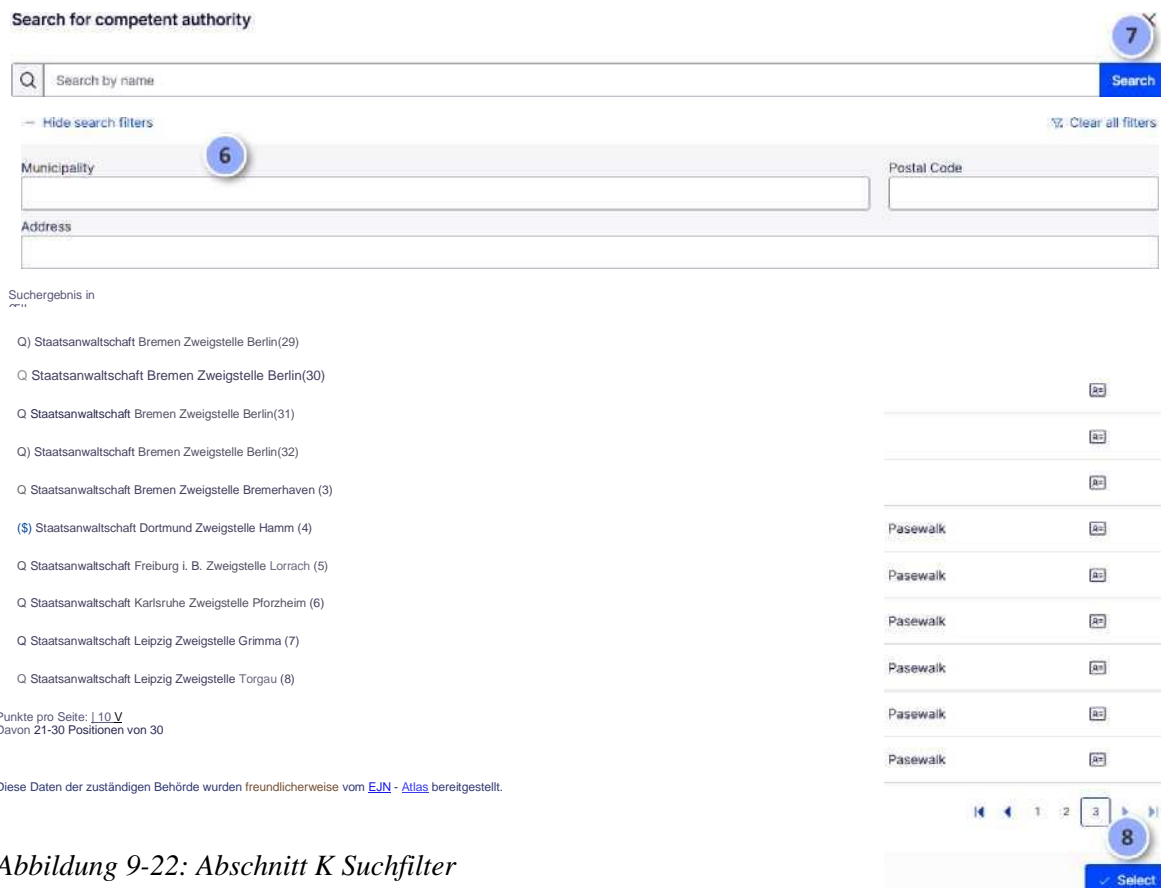 Search for competent authority
7
Search by name
Search
Hide search filters
Clear all filters
6
Municipality
Postal Code
Address
Suchergebnis in
Q) Staatsanwaltschaft Bremen Zweigstelle Berlin(29)
Q Staatsanwaltschaft Bremen Zweigstelle Berlin(30)
Q Staatsanwaltschaft Bremen Zweigstelle Berlin(31)
Q) Staatsanwaltschaft Bremen Zweigstelle Berlin(32)
Q Staatsanwaltschaft Bremen Zweigstelle Bremerhaven (3)
($) Staatsanwaltschaft Dortmund Zweigstelle Hamm (4)
Pasewalk
Q Staatsanwaltschaft Freiburg i. B. Zweigstelle Lorrach (5)
Pasewalk
Q Staatsanwaltschaft Karlsruhe Zweigstelle Pforzheim (6)
Pasewalk
Q Staatsanwaltschaft Leipzig Zweigstelle Grimma (7)
Pasewalk
Q Staatsanwaltschaft Leipzig Zweigstelle Torgau (8)
Pasewalk
Punkte pro Seite: | 10 V
Davon 21-30 Positionen von 30
Pasewalk
Diese Daten der zuständigen Behörde wurden freundlicherweise vom EJN - Atlas bereitgestellt.
1 2 3
8
Abbildung 9-22: Abschnitt K Suchfilter
Select